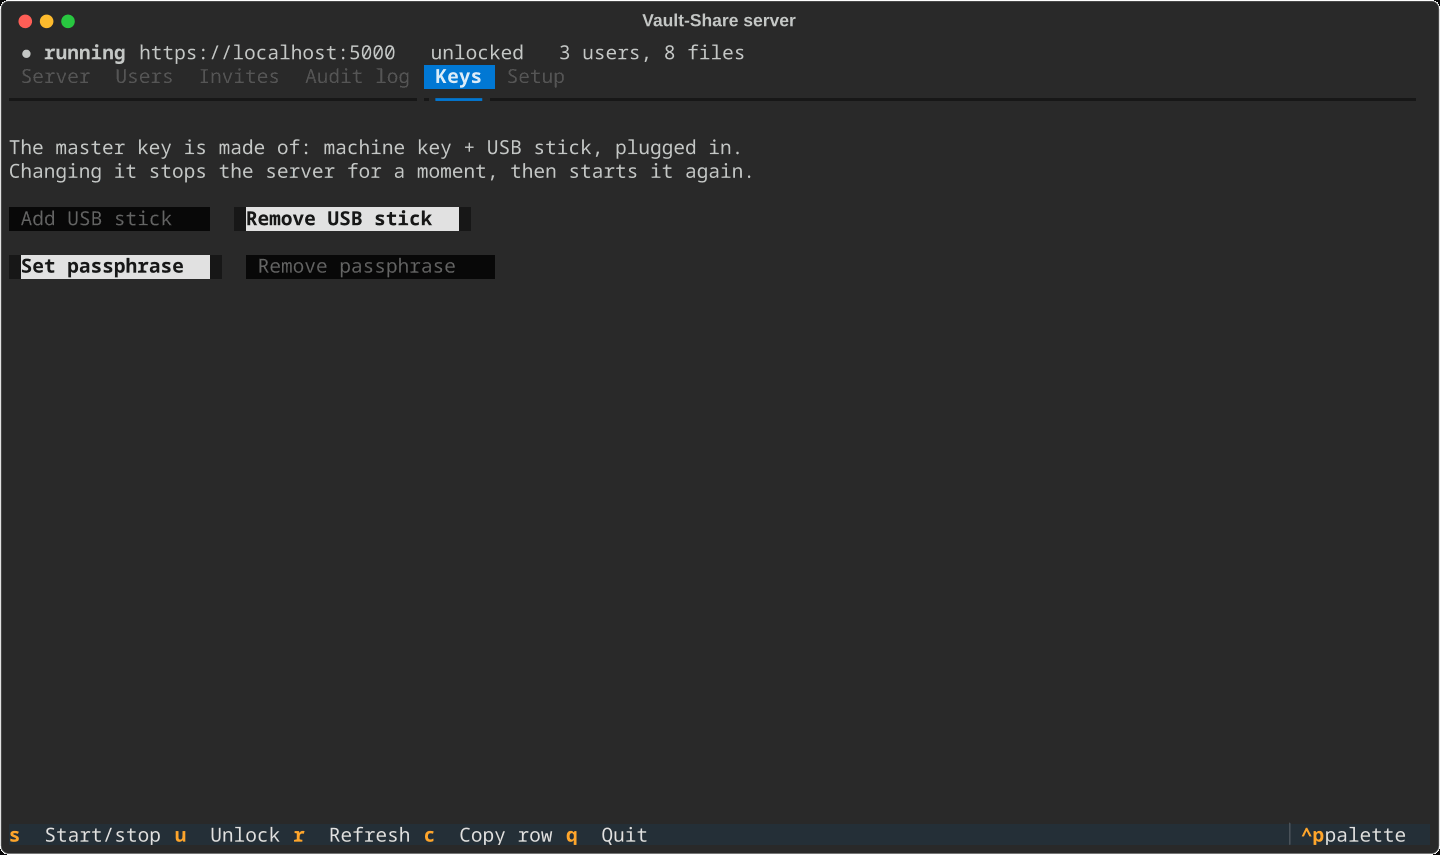 Vault-Share server
● running https://localhost:5000 unlocked 3 users, 8 files
Server Users Invites Audit log Keys Setup
The master key is made of: machine key + USB stick, plugged in.
Changing it stops the server for a moment, then starts it again.
Add USB stick Remove USB stick
Set passphrase Remove passphrase
s Start/stop u Unlock r Refresh c Copy row q Quit ^ppalette